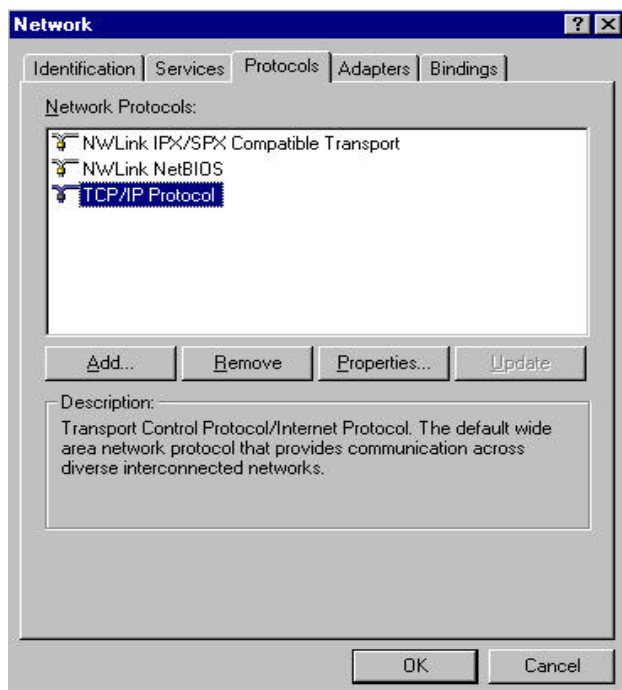 Network
Identification Services Protocols Adapters Bindings
Network Protocols:
NWLink IPX/SPX Compatible Transport
NWLink NetBIOS
TCP/IP Protocol
Add... Remove Properties... Update
Description:
Transport Control Protocol/Internet Protocol. The default wide
area network protocol that provides communication across
diverse interconnected networks.
OK Cancel